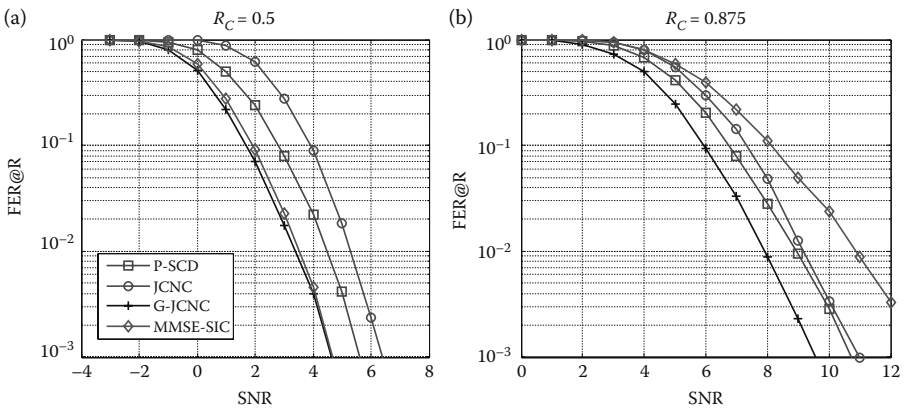 (a)
R_C = 0.5
10^0
10^-1
10^-2
10^-3
FER@R
P-SCD
JCNC
G-JCNC
MMSE-SIC
−4 −2 0 2 4 6 8
SNR
(b)
R_C = 0.875
10^0
10^-1
10^-2
10^-3
FER@R
0 2 4 6 8 10 12
SNR